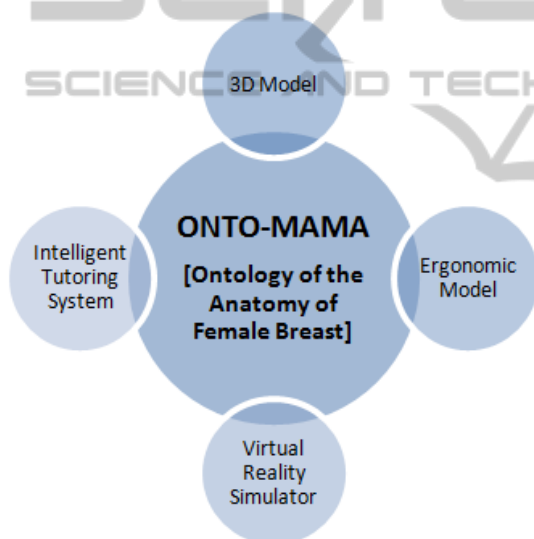 SCIENCE AND TECH
3D Model
ONTO-MAMA
[Ontology of the
Anatomy of
Female Breast]
Intelligent
Tutoring
System
Ergonomic
Model
Virtual
Reality
Simulator